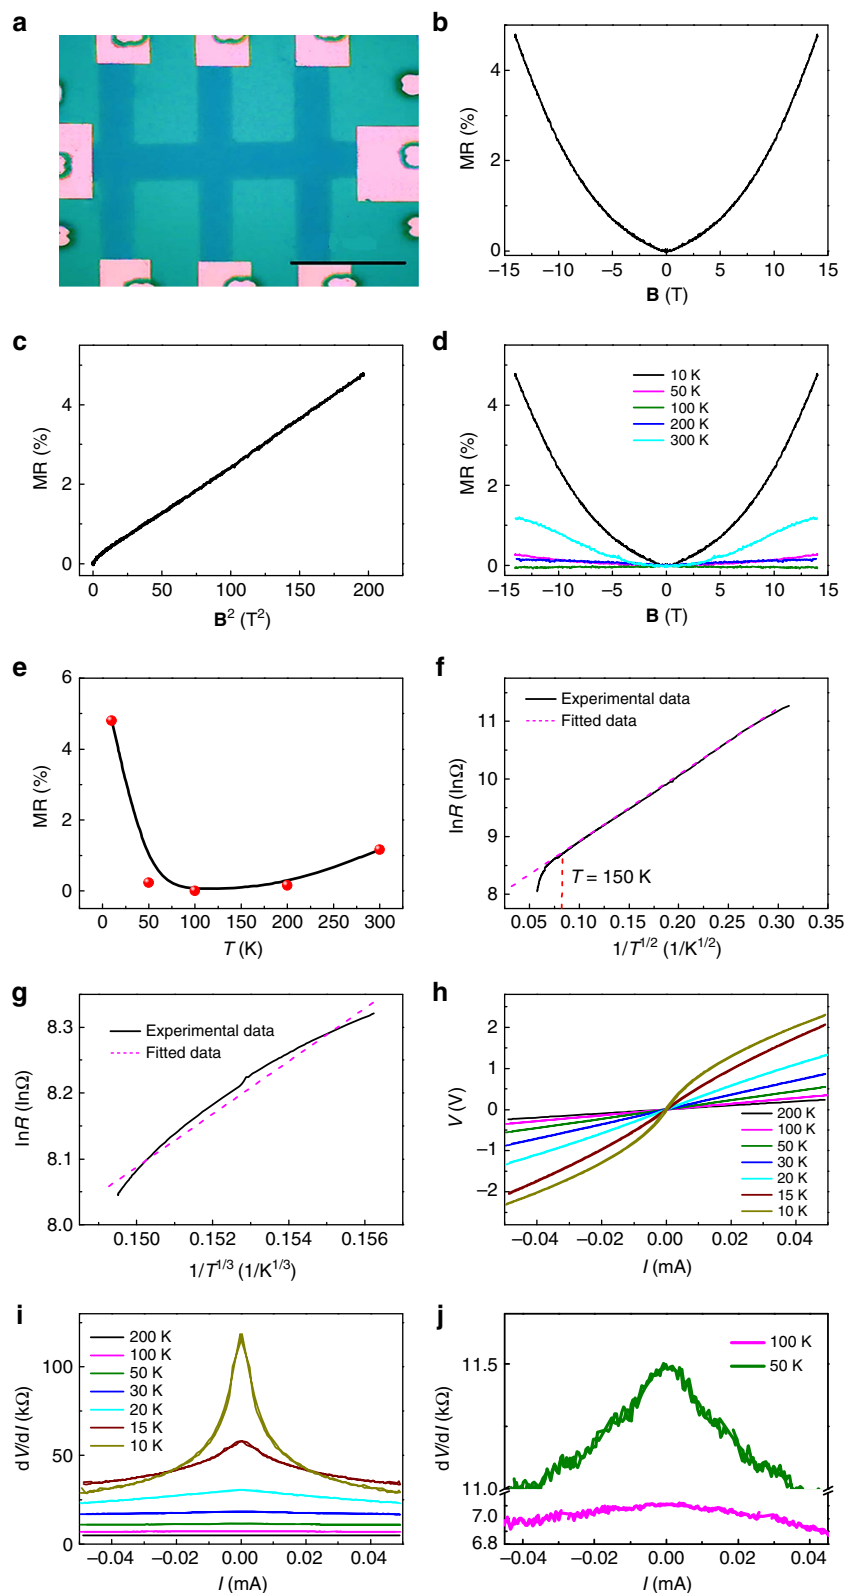 a
b
MR (%)
4
2
0
−15 −10 −5 0 5 10 15
B (T)
c
MR (%)
4
2
0
0 50 100 150 200
B² (T²)
d
MR (%)
4
2
0
10 K
50 K
100 K
200 K
300 K
−15 −10 −5 0 5 10 15
B (T)
e
MR (%)
6
4
2
0
0 50 100 150 200 250 300
T (K)
f
lnR (lnΩ)
11
10
9
8
Experimental data
Fitted data
T = 150 K
0.05 0.10 0.15 0.20 0.25 0.30 0.35
1/T^1/2 (1/K^1/2)
g
lnR (lnΩ)
8.3
8.2
8.1
8.0
Experimental data
Fitted data
0.150 0.152 0.154 0.156
1/T^1/3 (1/K^1/3)
h
V (V)
2
1
0
−1
−2
200 K
100 K
50 K
30 K
20 K
15 K
10 K
−0.04 −0.02 0.00 0.02 0.04
I (mA)
i
dV/dI (kΩ)
100
50
0
200 K
100 K
50 K
30 K
20 K
15 K
10 K
−0.04 −0.02 0.00 0.02 0.04
I (mA)
j
dV/dI (kΩ)
11.5
11.0
7.0
6.8
100 K
50 K
−0.04 −0.02 0.00 0.02 0.04
I (mA)